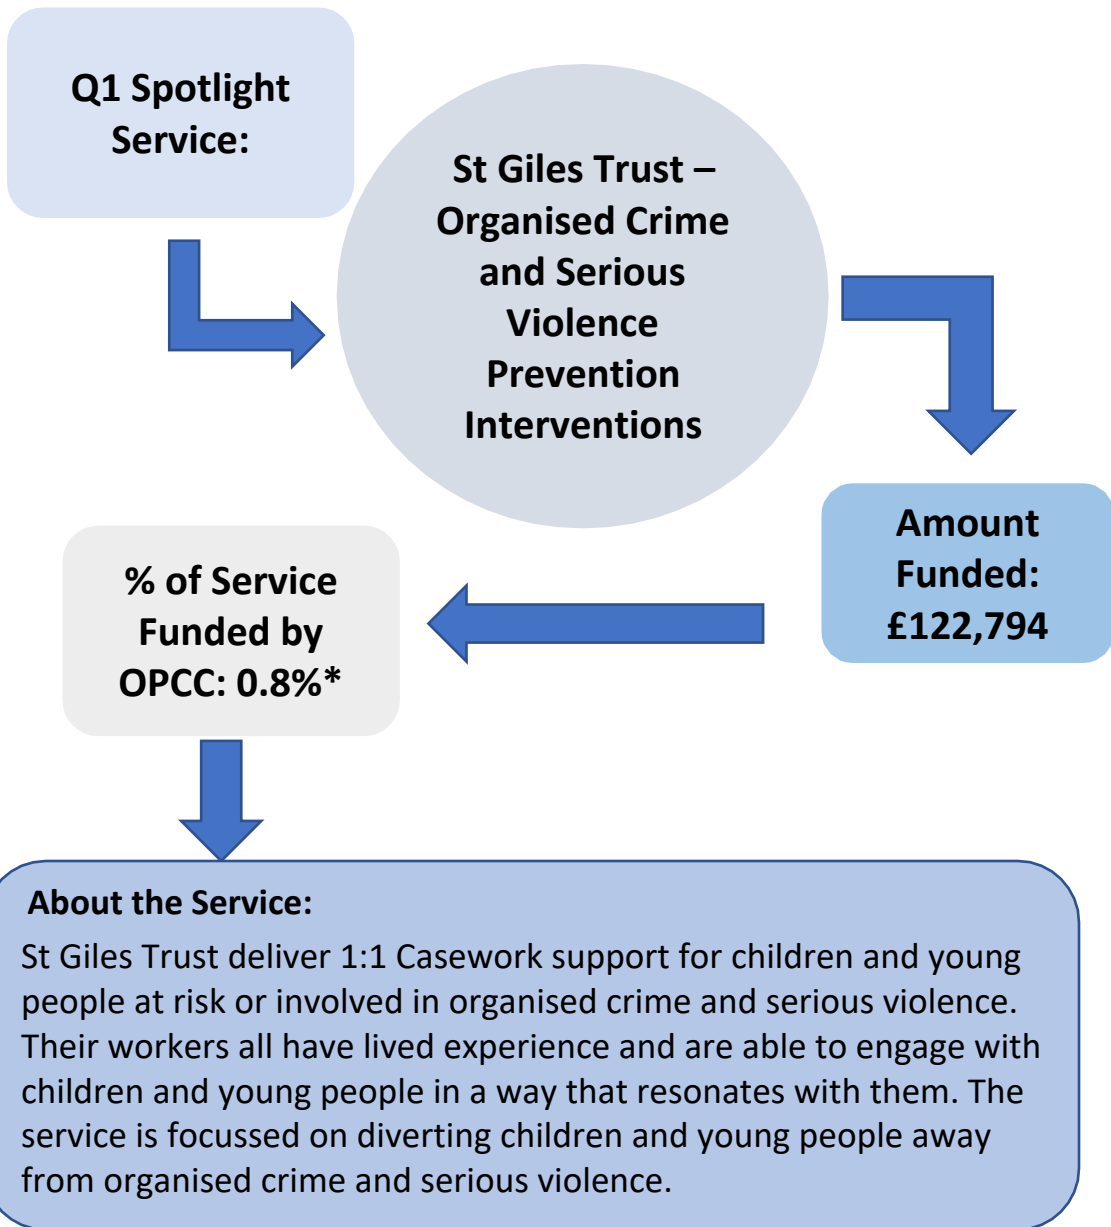 Q1 Spotlight
Service:
St Giles Trust –
Organised Crime
and Serious
Violence
Prevention
Interventions
Amount
Funded:
£122,794
% of Service
Funded by
OPCC: 0.8%*
About the Service:
St Giles Trust deliver 1:1 Casework support for children and young
people at risk or involved in organised crime and serious violence.
Their workers all have lived experience and are able to engage with
children and young people in a way that resonates with them. The
service is focussed on diverting children and young people away
from organised crime and serious violence.